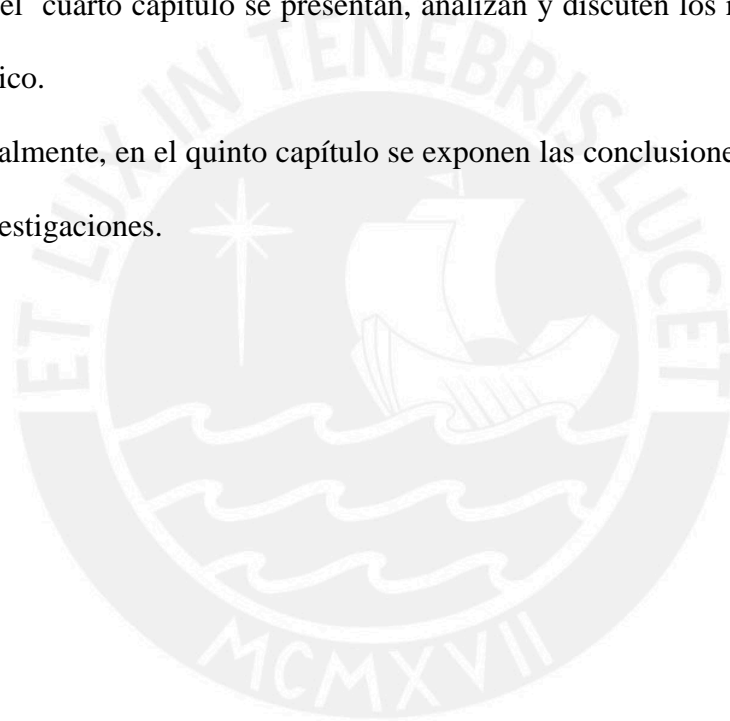 el cuarto capítulo se presentan, analizan y discuten los
ico.
almente, en el quinto capítulo se exponen las conclusione
estigaciones.
ET LUX IN TENEBRIS LUCET
MCMXVII